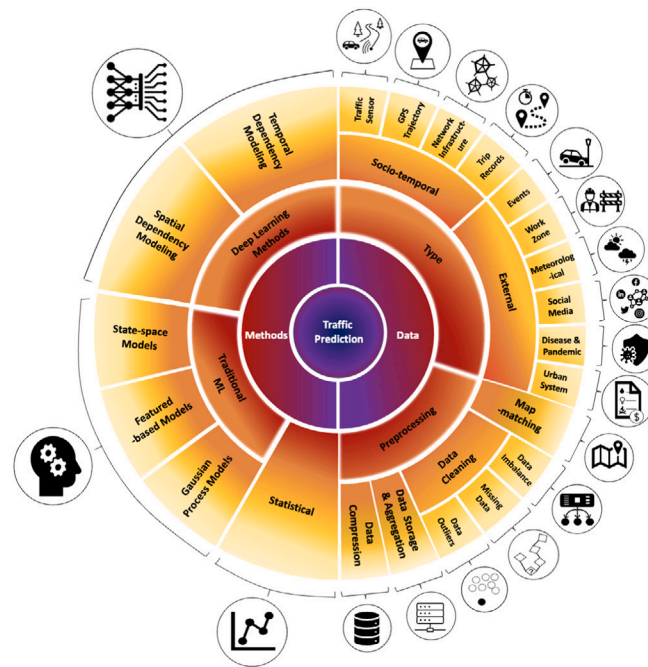 Traffic
Prediction
Methods
Data
Deep Learning
Methods
Temporal
Dependency
Modeling
Spatial
Dependency
Modeling
Traditional
ML
State-space
Models
Featured
-based Models
Gaussian
Process Models
Statistical
Type
Socio-temporal
Traffic
Sensor
GPS
Trajectory
Network
Infrastruct-
ure
Trip
Records
External
Events
Work
Zone
Meteorolog
-ical
Social
Media
Disease &
Pandemic
Urban
System
Preprocessing
Map
-matching
Data
Cleaning
Data
Imbalance
Missing
Data
Data
Outliers
Data Storage
& Aggregation
Data
Compression
$